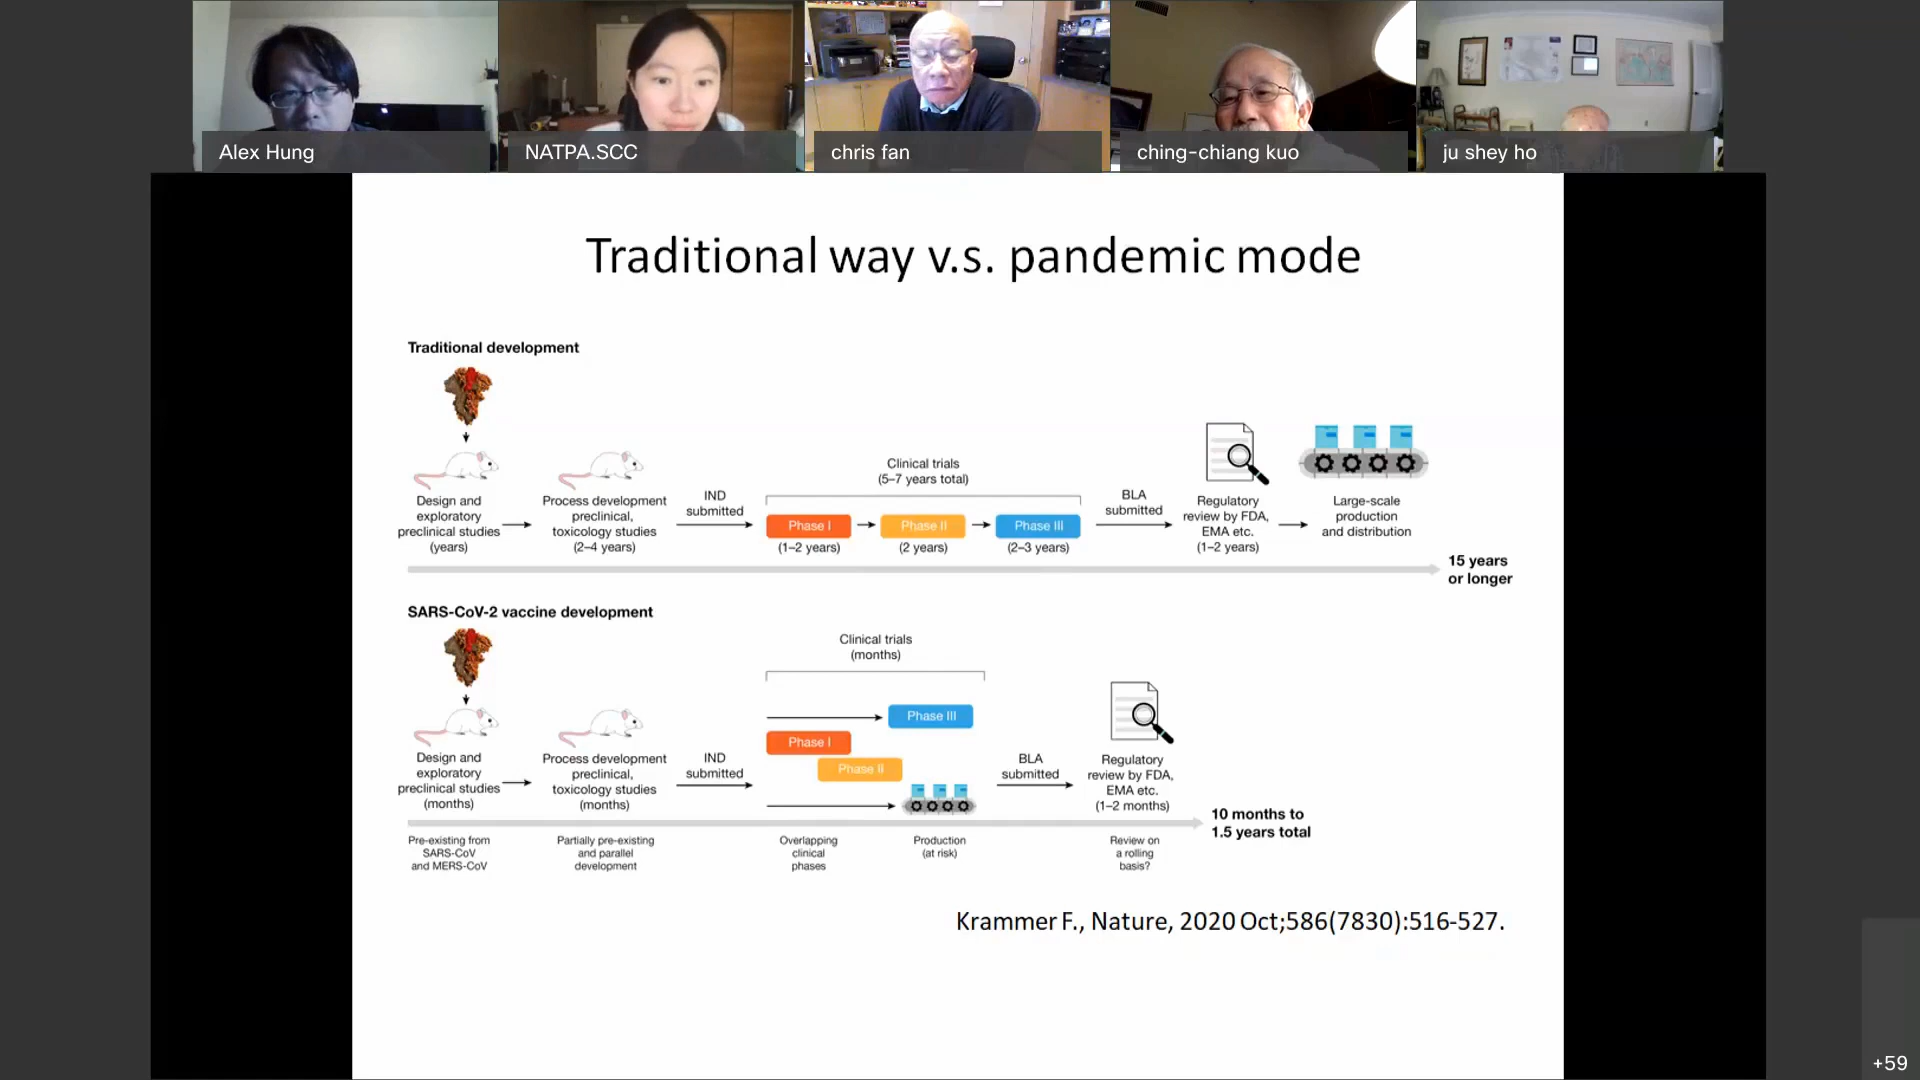 Alex Hung
NATPA.SCC
chris fan
ching-chiang kuo
ju shey ho
Traditional way v.s. pandemic mode
Traditional development
Design and
exploratory
preclinical studies
(years)
Process development
preclinical,
toxicology studies
(2–4 years)
IND
submitted
Clinical trials
(5–7 years total)
Phase I
(1–2 years)
Phase II
(2 years)
Phase III
(2–3 years)
BLA
submitted
Regulatory
review by FDA,
EMA etc.
(1–2 years)
Large-scale
production
and distribution
15 years
or longer
SARS-CoV-2 vaccine development
Design and
exploratory
preclinical studies
(months)
Process development
preclinical,
toxicology studies
(months)
IND
submitted
Clinical trials
(months)
Phase III
Phase I
Phase II
BLA
submitted
Regulatory
review by FDA,
EMA etc.
(1–2 months)
10 months to
1.5 years total
Pre-existing from
SARS-CoV
and MERS-CoV
Partially pre-existing
and parallel
development
Overlapping
clinical
phases
Production
(at risk)
Review on
a rolling
basis?
Krammer F., Nature, 2020 Oct;586(7830):516-527.
+59